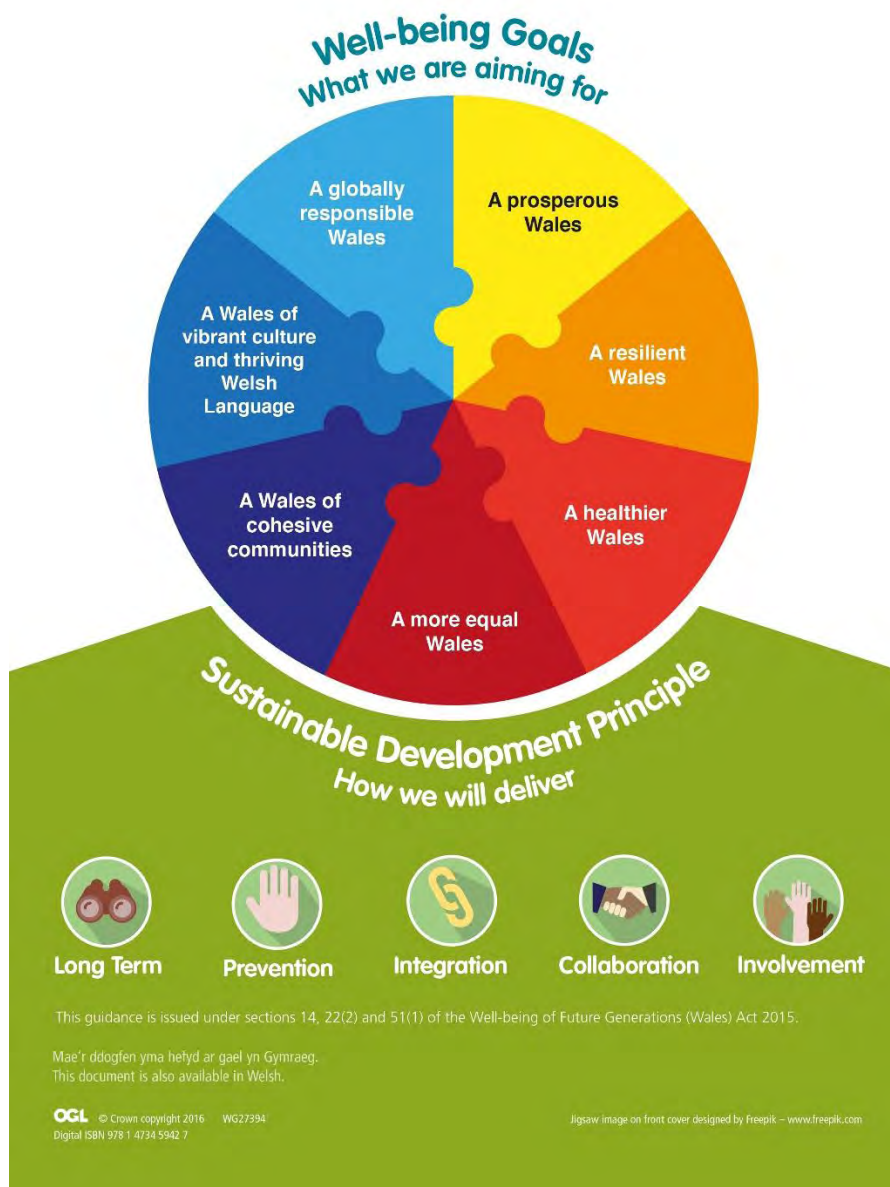 Well-being Goals
What we are aiming for
A globally
responsible
Wales
A prosperous
Wales
A Wales of
vibrant culture
and thriving
Welsh
Language
A resilient
Wales
A Wales of
cohesive
communities
A healthier
Wales
A more equal
Wales
Sustainable Development Principle
How we will deliver
Long Term
Prevention
Integration
Collaboration
Involvement
This guidance is issued under sections 14, 22(2) and 51(1) of the Well-being of Future Generations (Wales) Act 2015.
Mae'r ddogfen yma hefyd ar gael yn Gymraeg.
This document is also available in Welsh.
OGL © Crown copyright 2016 WG27394
Digital ISBN 978 1 4734 5942 7
Jigsaw image on front cover designed by Freepik – www.freepik.com